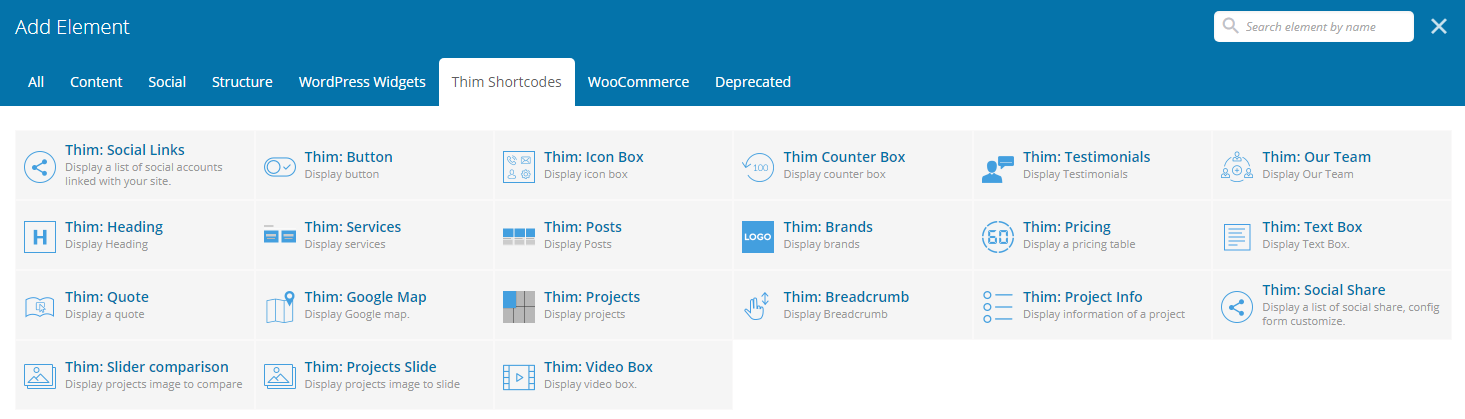 Add Element
Search element by name
All Content Social Structure WordPress Widgets Thim Shortcodes WooCommerce Deprecated
Thim: Social Links
Display a list of social accounts
linked with your site.
Thim: Button
Display button
Thim: Icon Box
Display icon box
100
Thim Counter Box
Display counter box
Thim: Testimonials
Display Testimonials
Thim: Our Team
Display Our Team
H
Thim: Heading
Display Heading
Thim: Services
Display services
Thim: Posts
Display Posts
LOGO
Thim: Brands
Display brands
60
Thim: Pricing
Display a pricing table
Thim: Text Box
Display Text Box.
Thim: Quote
Display a quote
Thim: Google Map
Display Google map.
Thim: Projects
Display projects
Thim: Breadcrumb
Display Breadcrumb
Thim: Project Info
Display information of a project
Thim: Social Share
Display a list of social share, config
form customize.
Thim: Slider comparison
Display projects image to compare
Thim: Projects Slide
Display projects image to slide
Thim: Video Box
Display video box.